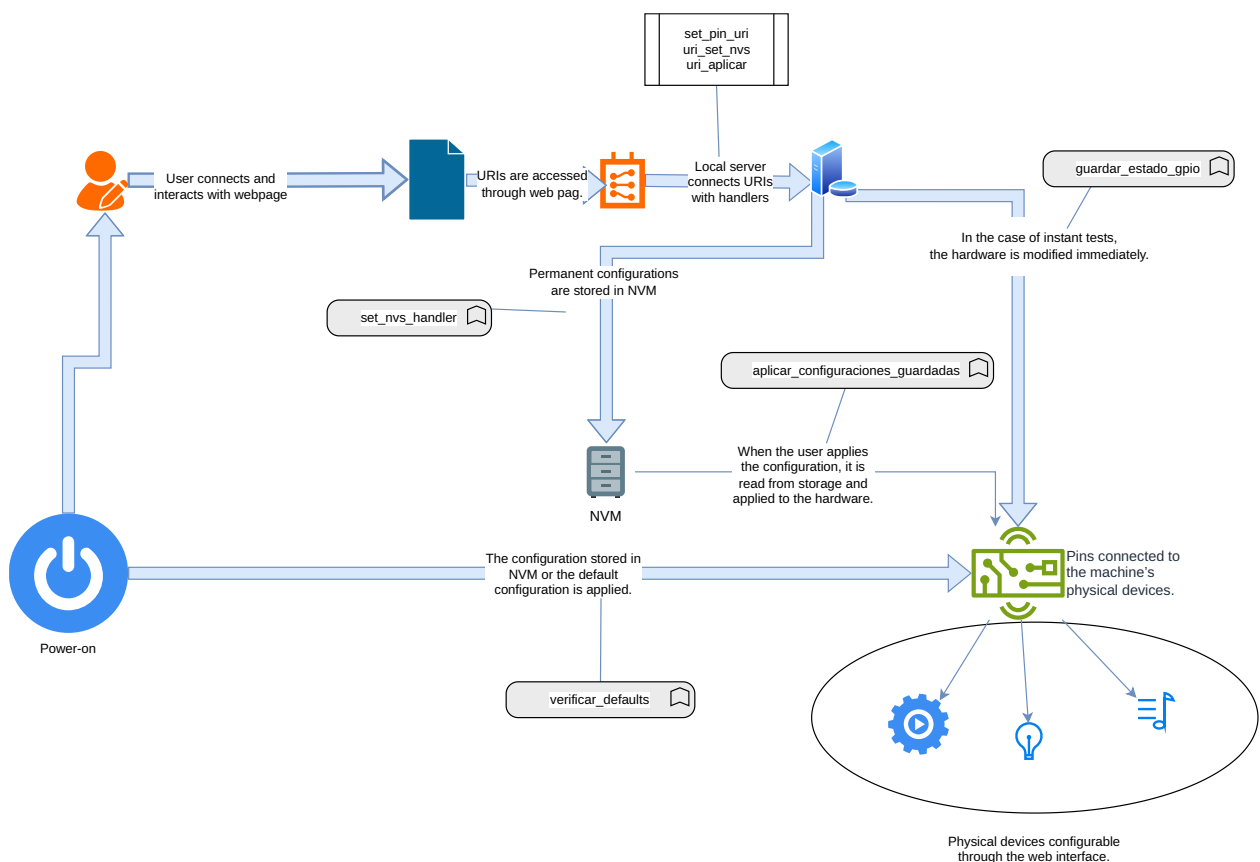 set_pin_uri
uri_set_nvs
uri_aplicar
guardar_estado_gpio
User connects and
interacts with webpage
URIs are accessed
through web pag.
Local server
connects URIs
with handlers
In the case of instant tests,
the hardware is modified immediately.
Permanent configurations
are stored in NVM
set_nvs_handler
aplicar_configuraciones_guardadas
When the user applies
the configuration, it is
read from storage and
applied to the hardware.
NVM
The configuration stored in
NVM or the default
configuration is applied.
Pins connected to
the machine's
physical devices.
Power-on
verificar_defaults
Physical devices configurable
through the web interface.